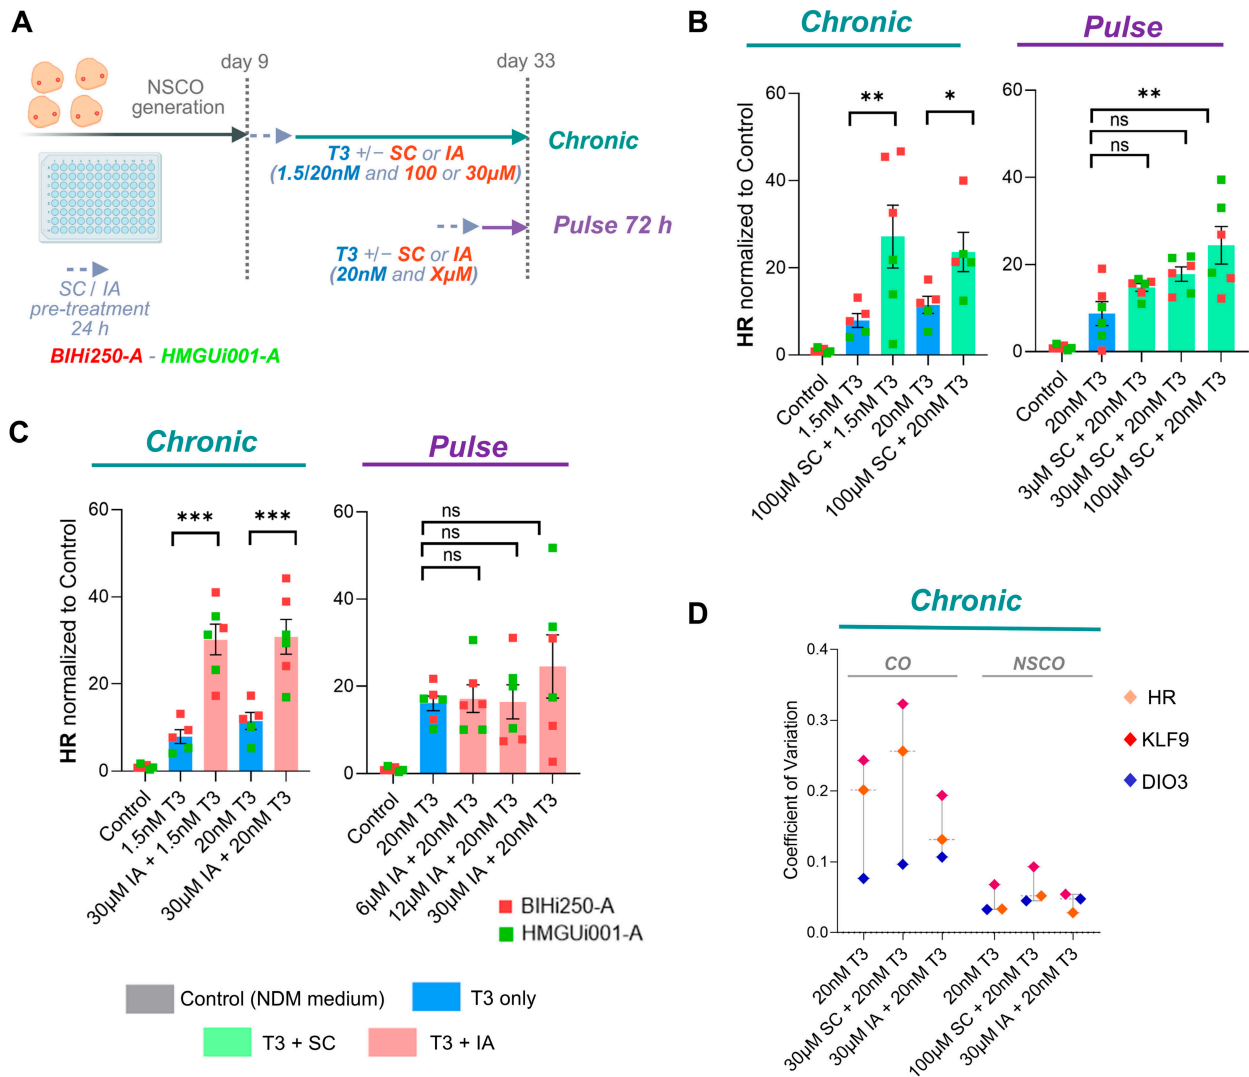 A
day 9
day 33
NSCO
generation
Chronic
T3 +/− SC or IA
(1.5/20nM and 100 or 30µM)
Pulse 72 h
T3 +/− SC or IA
(20nM and XµM)
SC / IA
pre-treatment
24 h
BIHi250-A - HMGUi001-A
B
Chronic
Pulse
HR normalized to Control
60
40
20
0
**
*
Control
1.5nM T3
100µM SC + 1.5nM T3
20nM T3
100µM SC + 20nM T3
60
40
20
0
**
ns
ns
Control
20nM T3
3µM SC + 20nM T3
30µM SC + 20nM T3
100µM SC + 20nM T3
C
Chronic
Pulse
HR normalized to Control
60
40
20
0
***
***
Control
1.5nM T3
30µM IA + 1.5nM T3
20nM T3
30µM IA + 20nM T3
60
40
20
0
ns
ns
ns
Control
20nM T3
6µM IA + 20nM T3
12µM IA + 20nM T3
30µM IA + 20nM T3
BIHi250-A
HMGUi001-A
Control (NDM medium)
T3 only
T3 + SC
T3 + IA
D
Chronic
Coefficient of Variation
0.4
0.3
0.2
0.1
0.0
CO
NSCO
20nM T3
30µM SC + 20nM T3
30µM IA + 20nM T3
20nM T3
100µM SC + 20nM T3
30µM IA + 20nM T3
HR
KLF9
DIO3